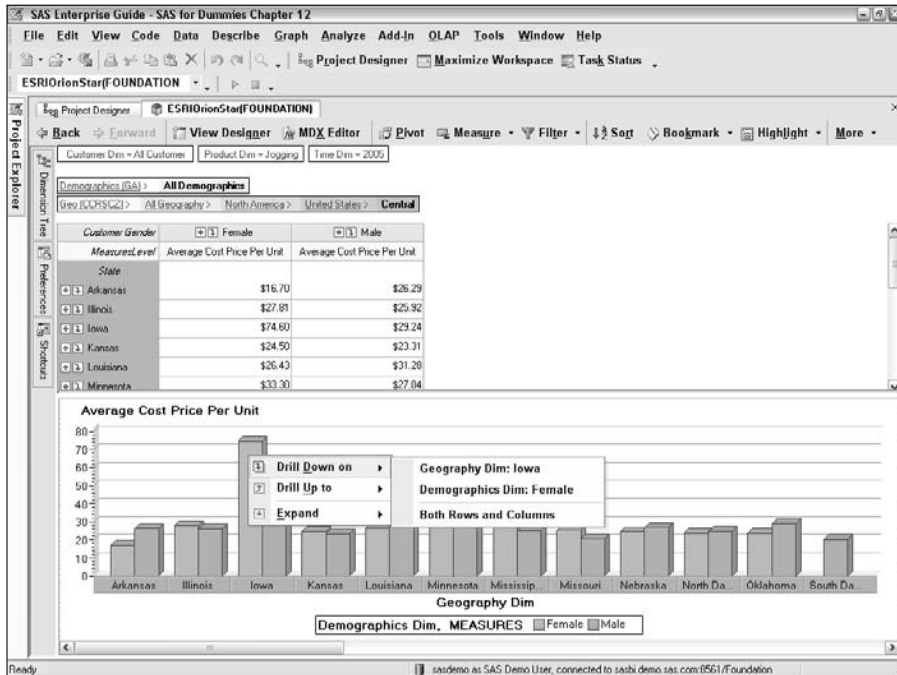 SAS Enterprise Guide - SAS for Dummies Chapter 12
File Edit View Code Data Describe Graph Analyze Add-In OLAP Tools Window Help
Project Designer Maximize Workspace Task Status
ESRIOrionStar(FOUNDATION
Project Explorer
Project Designer ESRIOrionStar(FOUNDATION)
Back Forward View Designer MDX Editor Pivot Measure Filter Sort Bookmark Highlight More
Dimension Tree
Preferences
Shortcuts
Customer Dim = All Customer Product Dim = Jogging Time Dim = 2005
Demographics (GA) > All Demographics
Geo (CCRSCZ) > All Geography > North America > United States > Central
Customer Gender Female Male
MeasuresLevel Average Cost Price Per Unit Average Cost Price Per Unit
State
Arkansas $16.70 $26.29
Illinois $27.81 $25.92
Iowa $74.60 $29.24
Kansas $24.50 $23.31
Louisiana $26.43 $31.20
Minnesota $33.30 $27.04
Average Cost Price Per Unit
80
70
60
50
40
30
20
10
0
Drill Down on
Drill Up to
Expand
Geography Dim: Iowa
Demographics Dim: Female
Both Rows and Columns
Arkansas Illinois Iowa Kansas Louisiana Minnesota Mississip... Missouri Nebraska North Da... Oklahoma South Da...
Geography Dim
Demographics Dim, MEASURES Female Male
Ready sasdemo as SAS Demo User, connected to sasbi.demo.sas.com:8561/Foundation